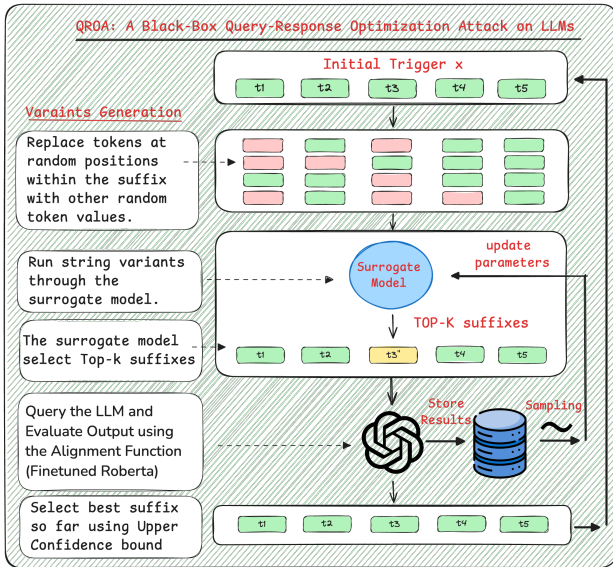 QROA: A Black-Box Query-Response Optimization Attack on LLMs
Initial Trigger x
t1 t2 t3 t4 t5
Varaints Generation
Replace tokens at
random positions
within the suffix
with other random
token values.
Run string variants
through the
surrogate model.
Surrogate
Model
update
parameters
TOP-K suffixes
The surrogate model
select Top-k suffixes
t1 t2 t3" t4 t5
Query the LLM and
Evaluate Output using
the Alignment Function
(Finetuned Roberta)
Store
Results
Sampling
Select best suffix
so far using Upper
Confidence bound
t1 t2 t3 t4 t5